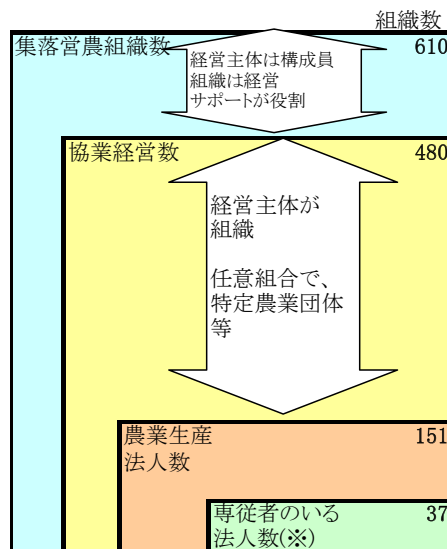 組織数
集落営農組織数 610
経営主体は構成員
組織は経営
サポートが役割
協業経営数 480
経営主体が
組織
任意組合で、
特定農業団体
等
農業生産 151
法人数
専従者のいる 37
法人数(※)